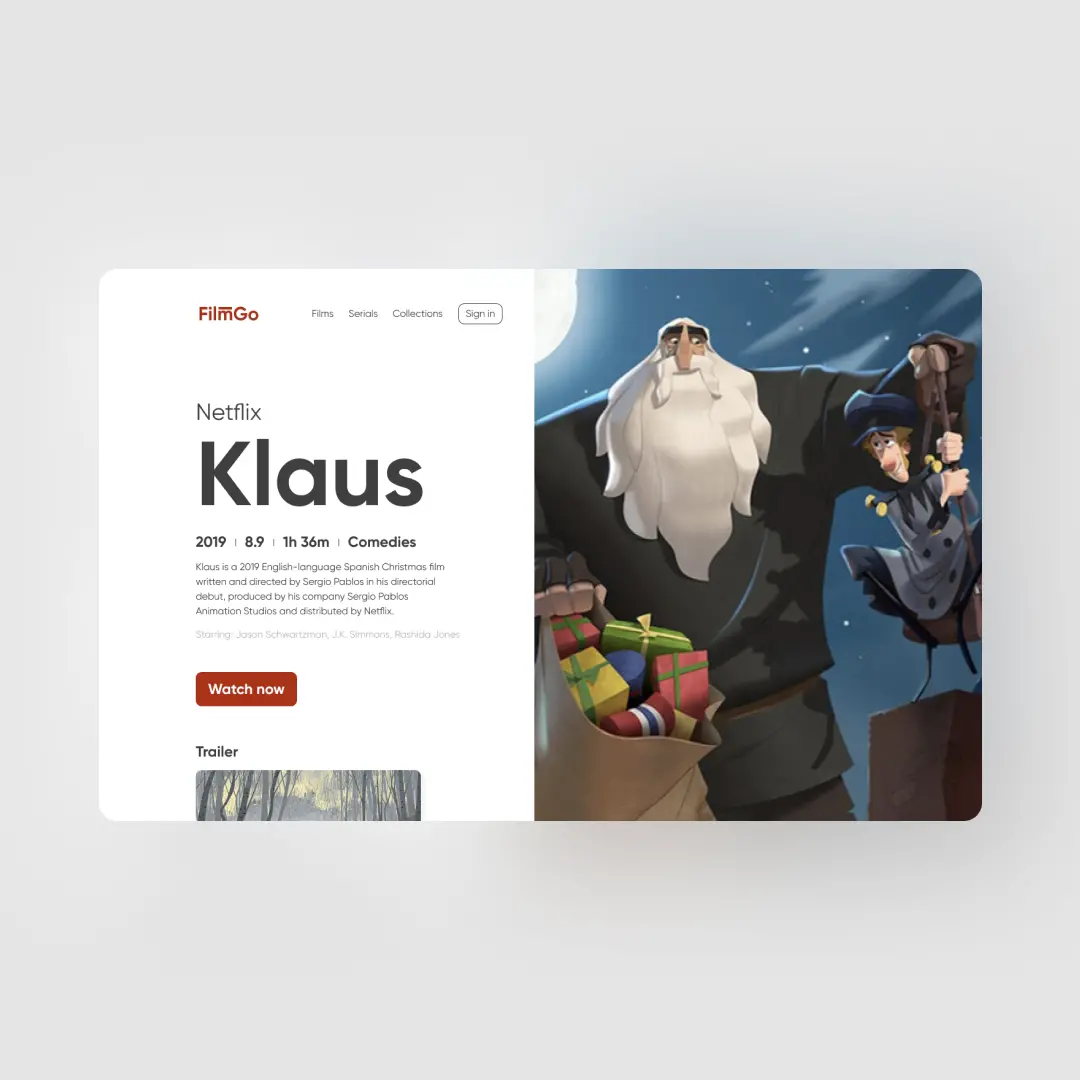 FilmGo
Films Serials Collections Sign in
Netflix
Klaus
2019 | 8.9 | 1h 36m | Comedies
Klaus is a 2019 English-language Spanish Christmas film
written and directed by Sergio Pablos in his directorial
debut, produced by his company Sergio Pablos
Animation Studios and distributed by Netflix.
Starring: Jason Schwartzman, J.K. Simmons, Rashida Jones
Watch now
Trailer